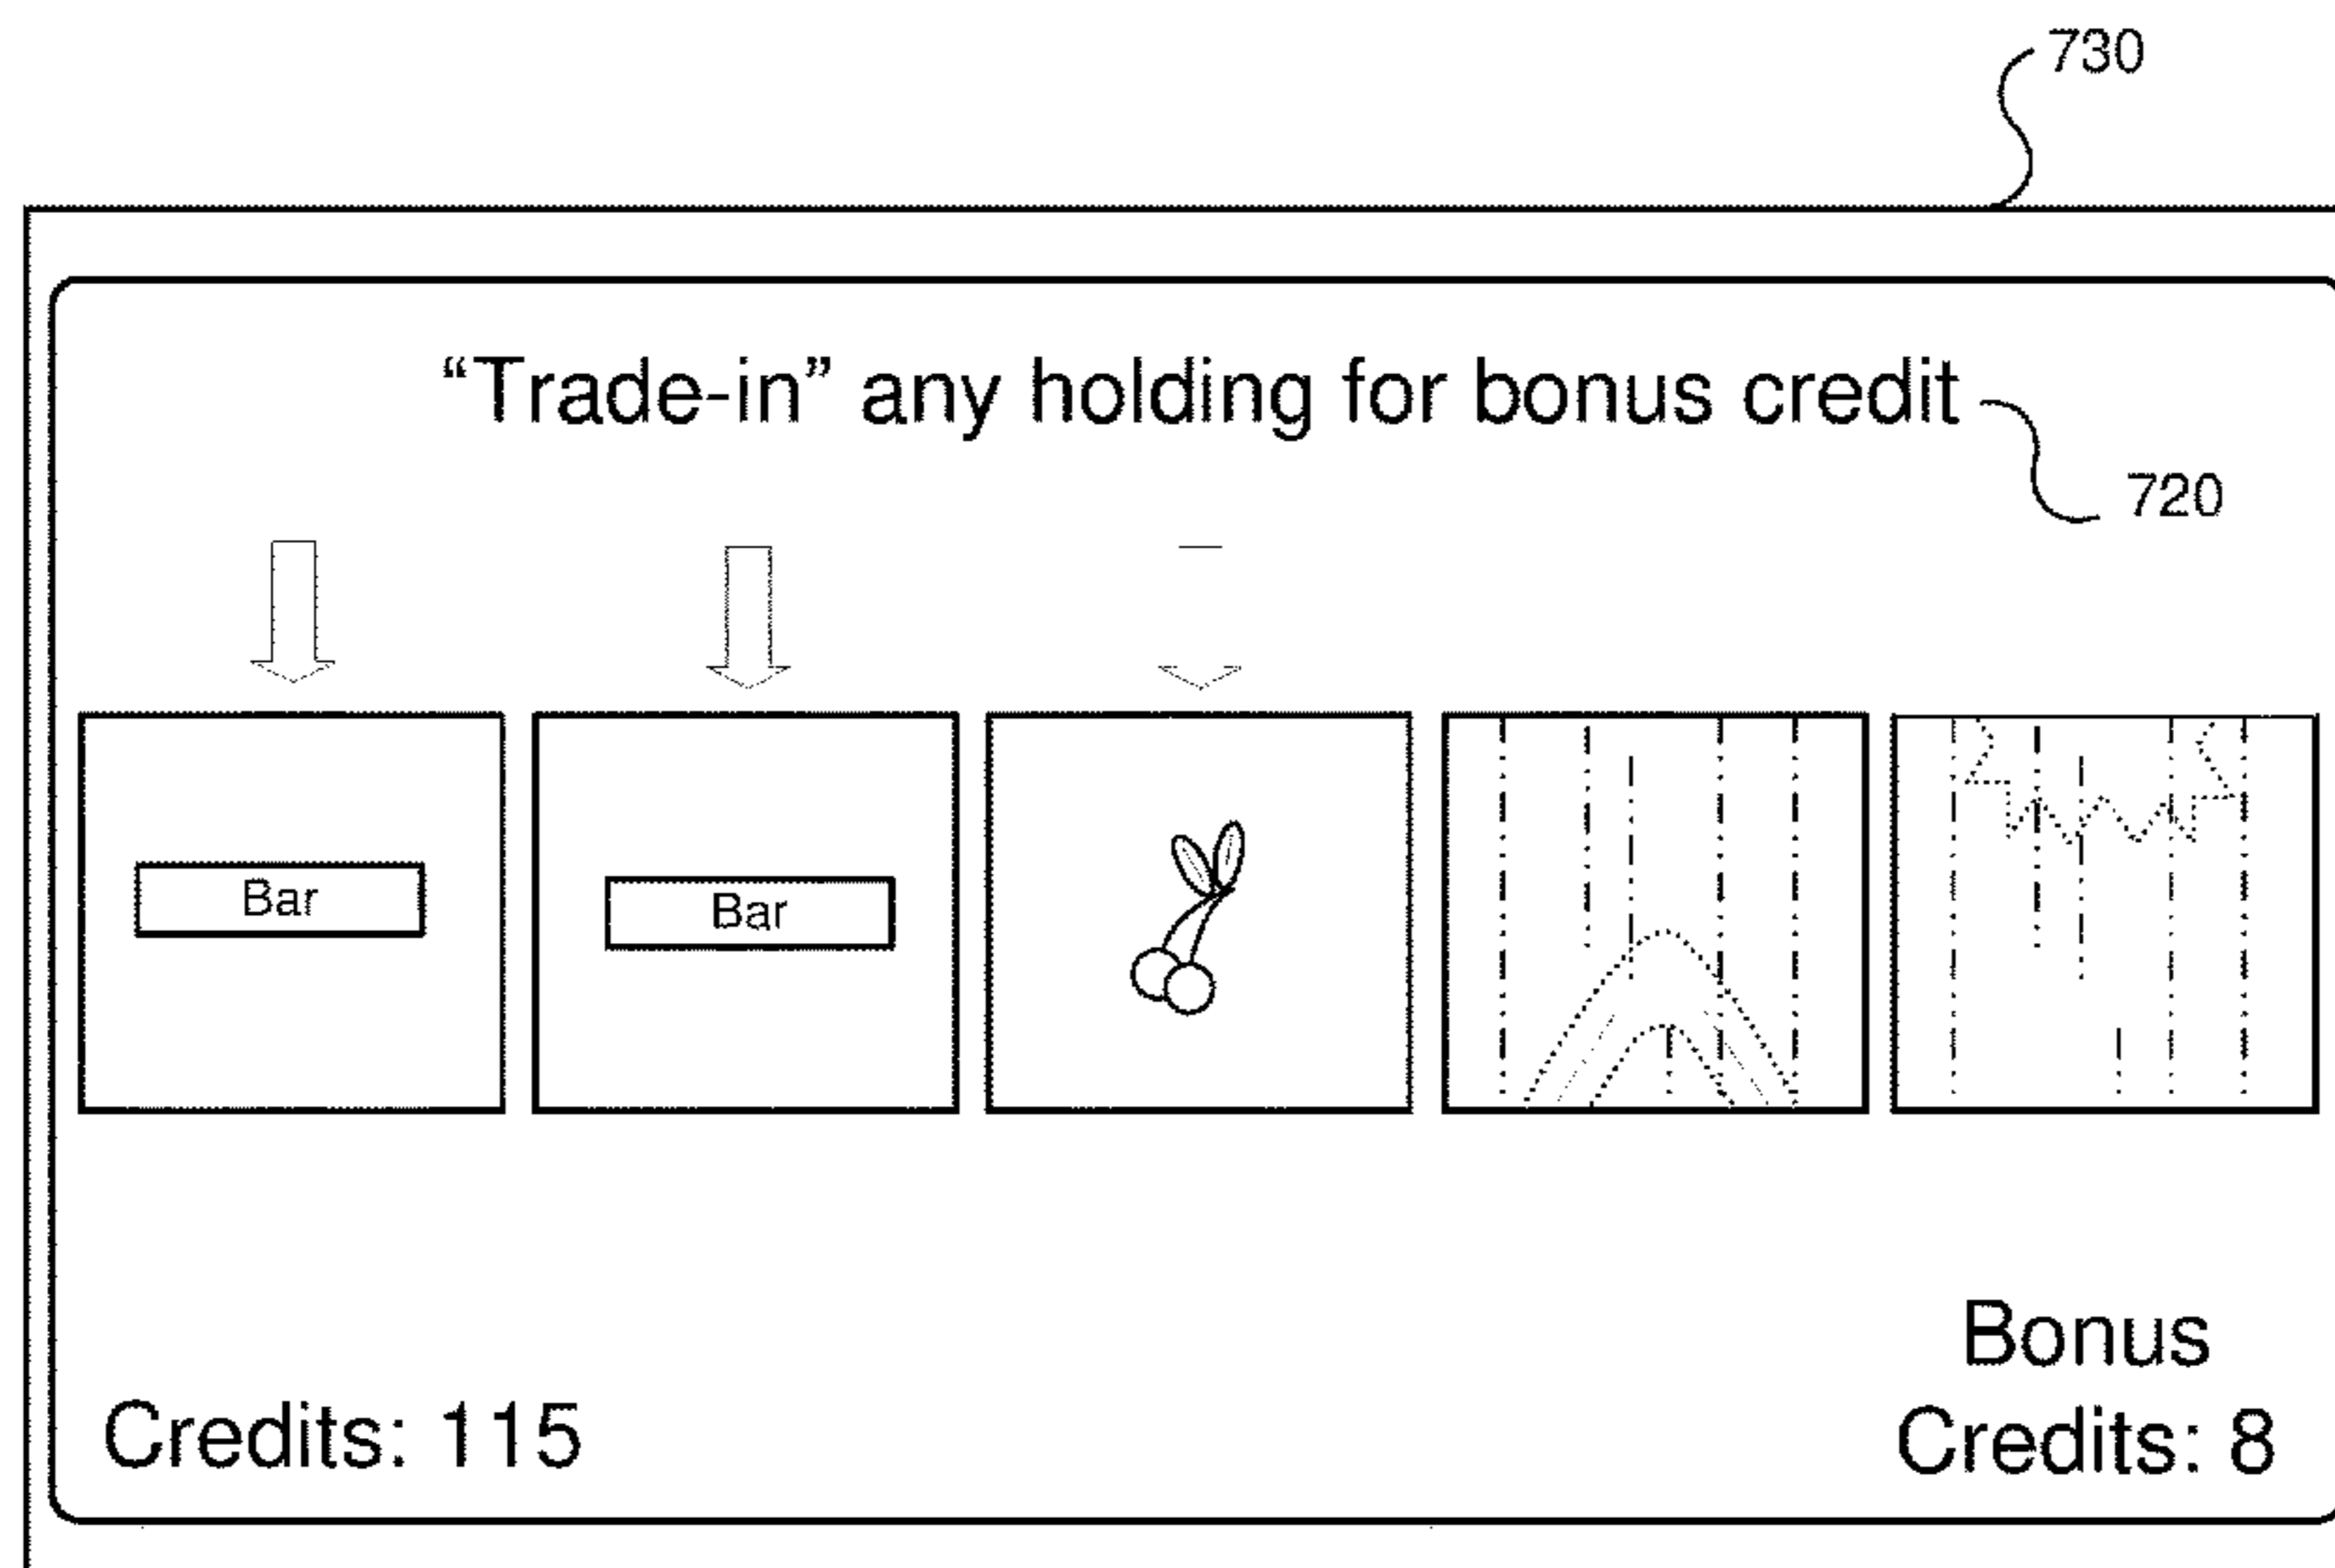 730
“Trade-in” any holding for bonus credit
720
Bar
Bar
Bonus
Credits: 115
Credits: 8